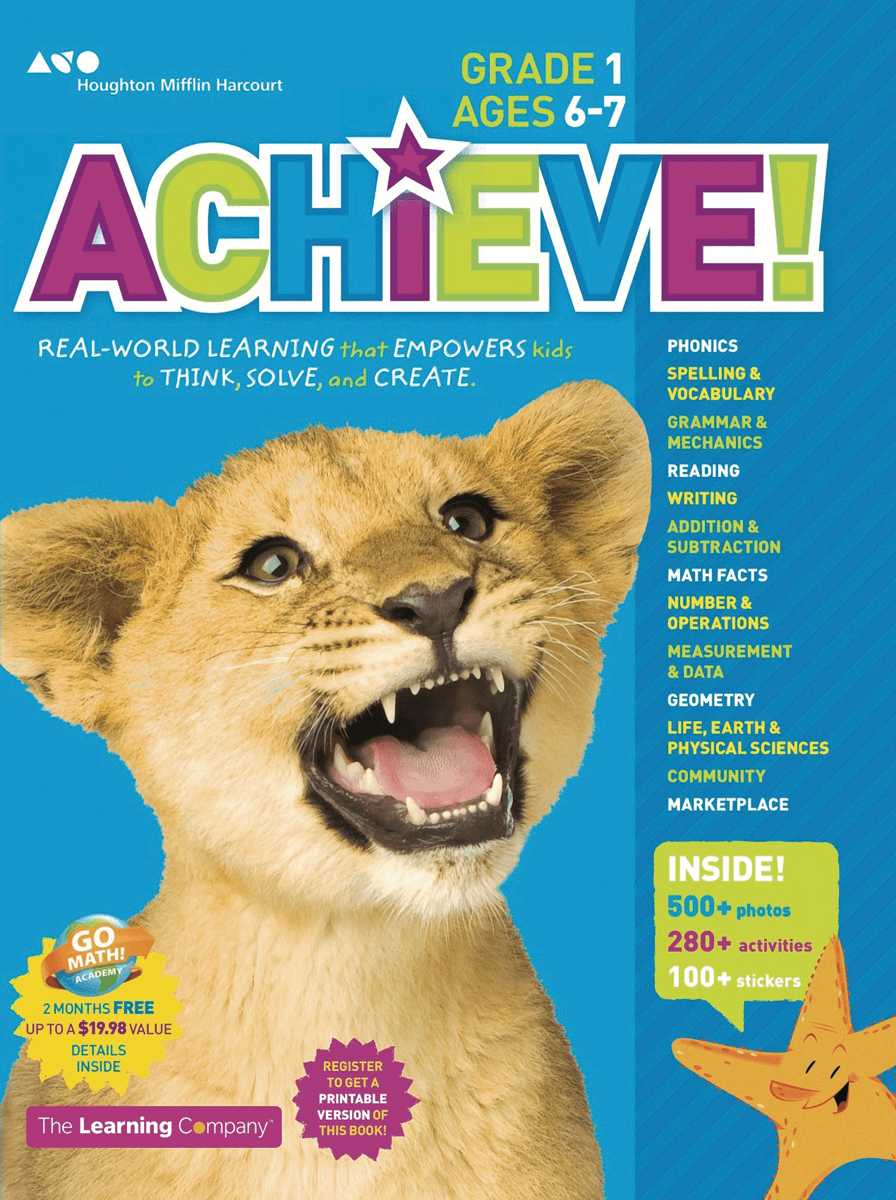 Houghton Mifflin Harcourt
GRADE 1
AGES 6-7
ACHiEVE!
REAL-WORLD LEARNING that EMPOWERS kids
to THINK, SOLVE, and CREATE.
PHONICS
SPELLING &
VOCABULARY
GRAMMAR &
MECHANICS
READING
WRITING
ADDITION &
SUBTRACTION
MATH FACTS
NUMBER &
OPERATIONS
MEASUREMENT
& DATA
GEOMETRY
LIFE, EARTH &
PHYSICAL SCIENCES
COMMUNITY
MARKETPLACE
INSIDE!
500+ photos
280+ activities
100+ stickers
GO
MATH!
ACADEMY
2 MONTHS FREE
UP TO A $19.98 VALUE
DETAILS
INSIDE
REGISTER
TO GET A
PRINTABLE
VERSION OF
THIS BOOK!
The Learning Company™